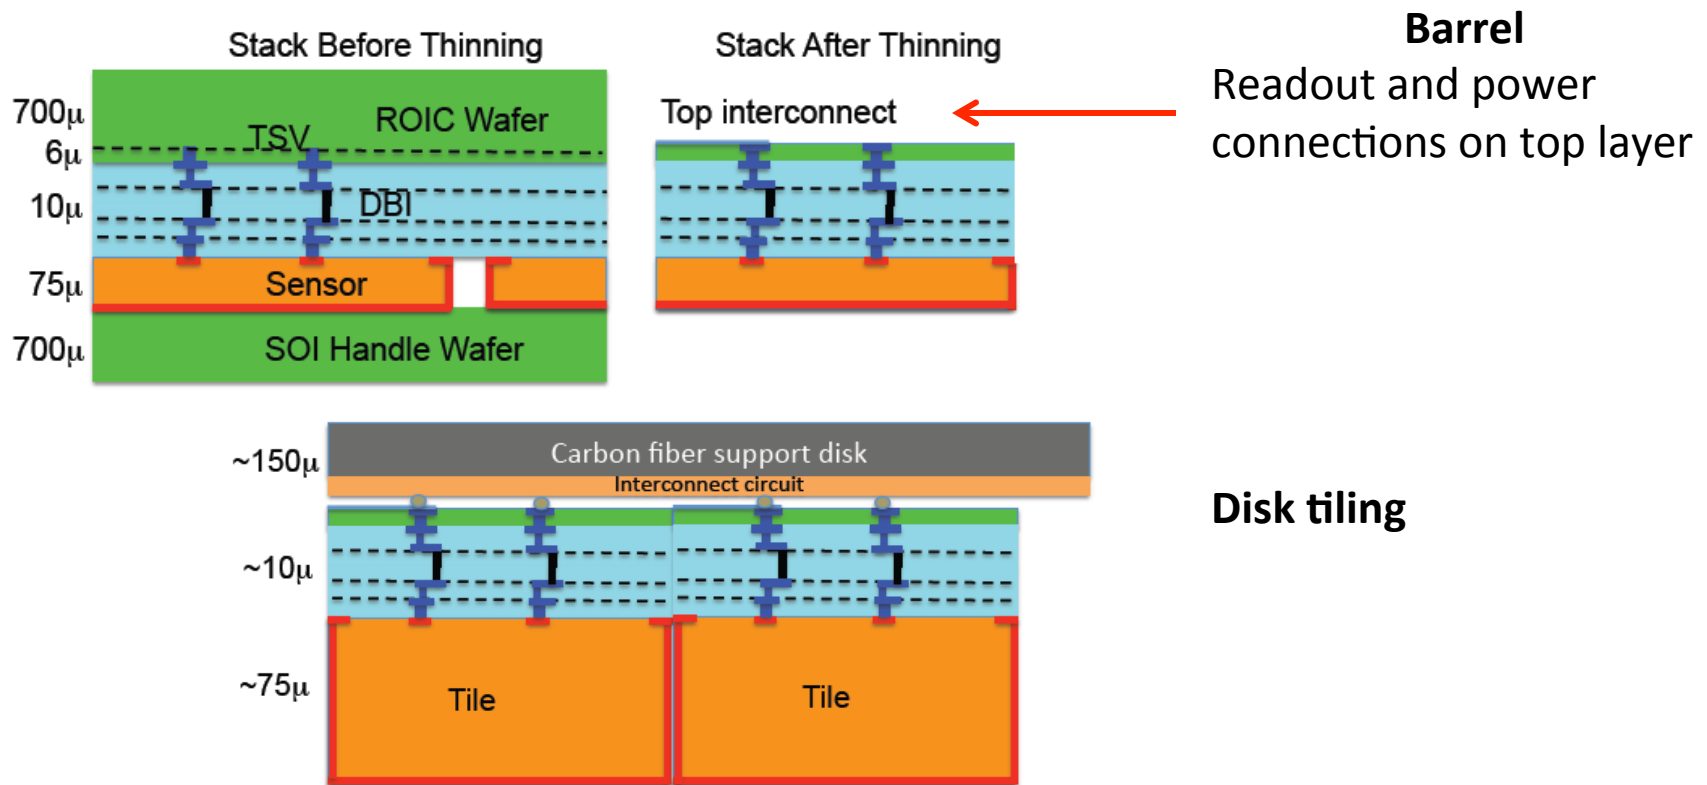 Stack Before Thinning
Stack After Thinning
Barrel
Readout and power
connections on top layer
700μ
ROIC Wafer
TSV
Top interconnect
6μ
10μ
DBI
75μ
Sensor
700μ
SOI Handle Wafer
Carbon fiber support disk
~150μ
Interconnect circuit
Disk tiling
~10μ
~75μ
Tile
Tile